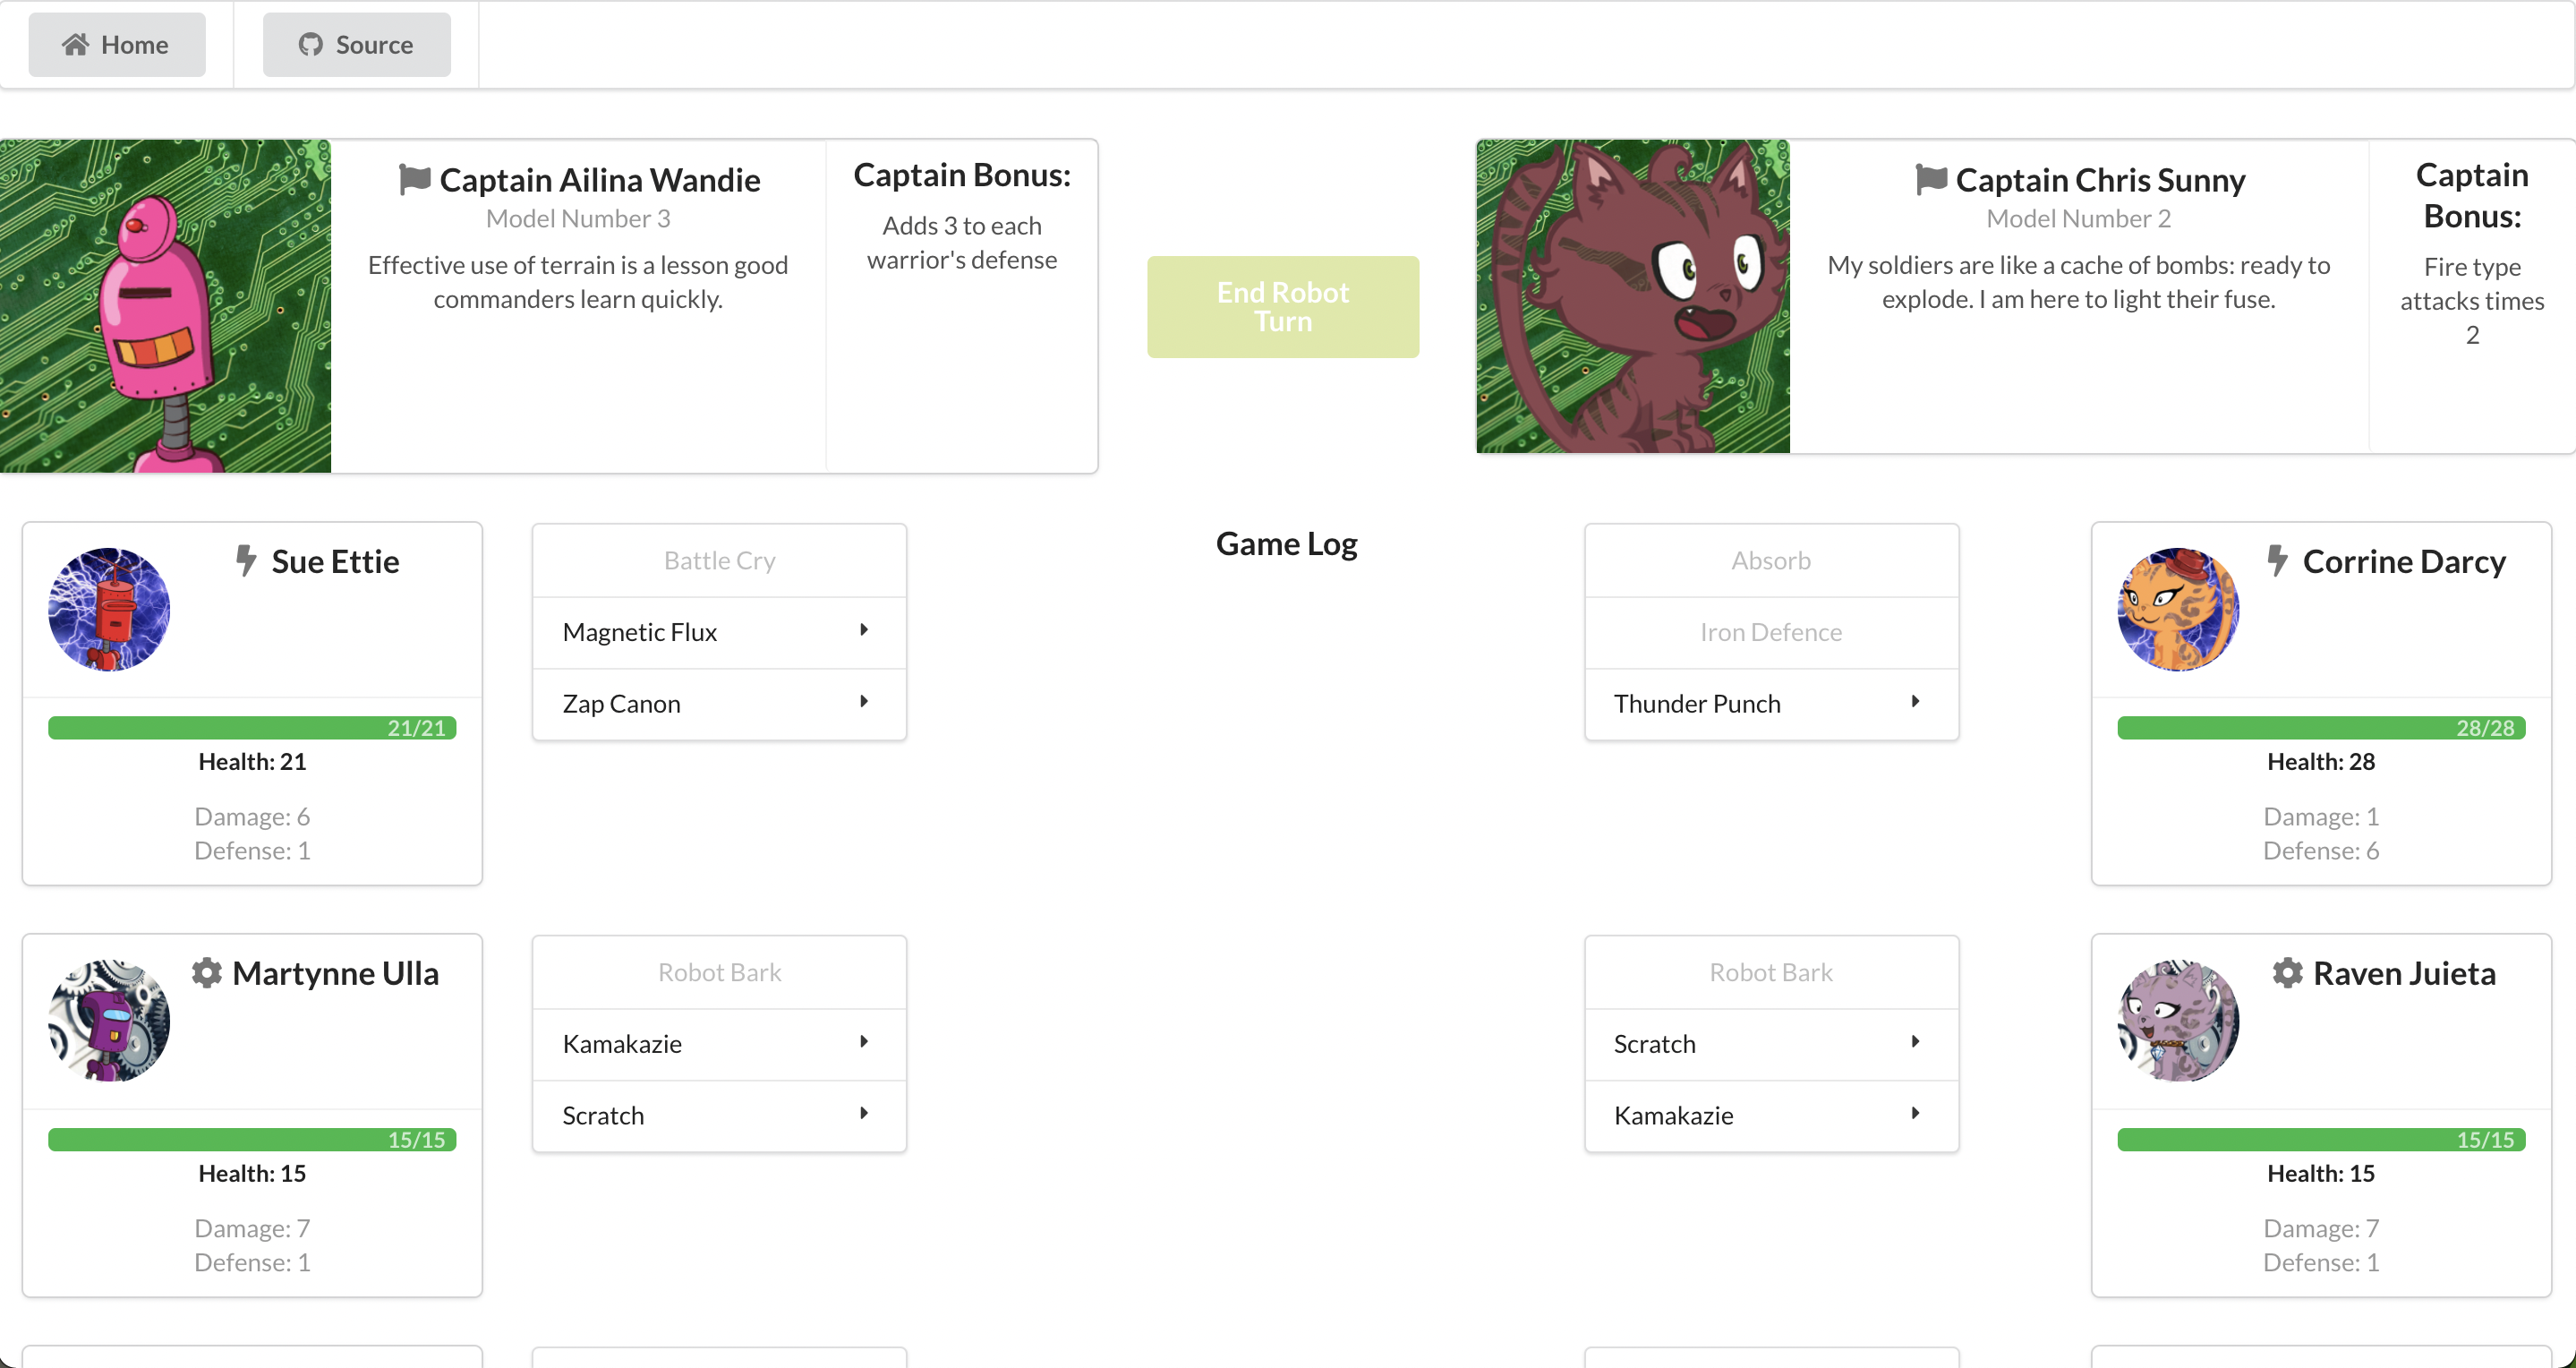 Home
Source
Captain Ailina Wandie
Model Number 3
Effective use of terrain is a lesson good
commanders learn quickly.
Captain Bonus:
Adds 3 to each
warrior's defense
End Robot
Turn
Captain Chris Sunny
Model Number 2
My soldiers are like a cache of bombs: ready to
explode. I am here to light their fuse.
Captain
Bonus:
Fire type
attacks times
2
Sue Ettie
21/21
Health: 21
Damage: 6
Defense: 1
Battle Cry
Magnetic Flux
Zap Canon
Game Log
Absorb
Iron Defence
Thunder Punch
Corrine Darcy
28/28
Health: 28
Damage: 1
Defense: 6
Martynne Ulla
15/15
Health: 15
Damage: 7
Defense: 1
Robot Bark
Kamakazie
Scratch
Robot Bark
Scratch
Kamakazie
Raven Juieta
15/15
Health: 15
Damage: 7
Defense: 1